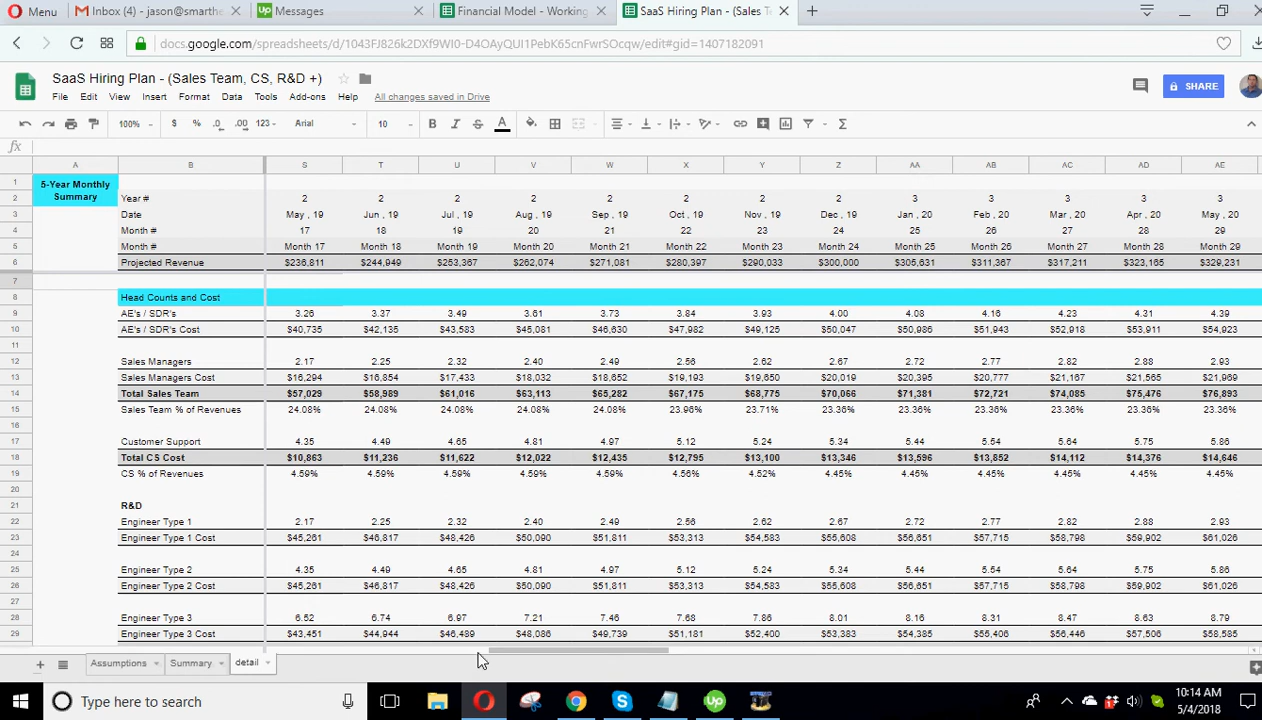 Menu Inbox (4) - jason@smarthe × Messages × Financial Model - Working × SaaS Hiring Plan - (Sales Te ×
docs.google.com/spreadsheets/d/1043FJ826k2DXf9WI0-D4OAyQUI1PebK65cnFwrSOcqw/edit#gid=1407182091
SaaS Hiring Plan - (Sales Team, CS, R&D +)
SHARE
File Edit View Insert Format Data Tools Add-ons Help All changes saved in Drive
100% $ % .0 .00 123 Arial 10 B I S A Σ
fx
A B S T U V W X Y Z AA AB AC AD AE
1 5-Year Monthly Summary
2 Year # 2 2 2 2 2 2 2 2 3 3 3 3 3
3 Date May , 19 Jun , 19 Jul , 19 Aug , 19 Sep , 19 Oct , 19 Nov , 19 Dec , 19 Jan , 20 Feb , 20 Mar , 20 Apr , 20 May , 20
4 Month # 17 18 19 20 21 22 23 24 25 26 27 28 29
5 Month # Month 17 Month 18 Month 19 Month 20 Month 21 Month 22 Month 23 Month 24 Month 25 Month 26 Month 27 Month 28 Month 29
6 Projected Revenue $236,811 $244,949 $253,367 $262,074 $271,081 $280,397 $290,033 $300,000 $305,631 $311,367 $317,211 $323,165 $329,231
7
8 Head Counts and Cost
9 AE's / SDR's 3.26 3.37 3.49 3.61 3.73 3.84 3.93 4.00 4.08 4.16 4.23 4.31 4.39
10 AE's / SDR's Cost $40,735 $42,135 $43,583 $45,081 $46,630 $47,982 $49,125 $50,047 $50,986 $51,943 $52,918 $53,911 $54,923
11
12 Sales Managers 2.17 2.25 2.32 2.40 2.49 2.56 2.62 2.67 2.72 2.77 2.82 2.88 2.93
13 Sales Managers Cost $16,294 $16,854 $17,433 $18,032 $18,652 $19,193 $19,650 $20,019 $20,395 $20,777 $21,167 $21,565 $21,969
14 Total Sales Team $57,029 $58,989 $61,016 $63,113 $65,282 $67,175 $68,775 $70,066 $71,381 $72,721 $74,085 $75,476 $76,893
15 Sales Team % of Revenues 24.08% 24.08% 24.08% 24.08% 24.08% 23.96% 23.71% 23.36% 23.36% 23.36% 23.36% 23.36% 23.36%
16
17 Customer Support 4.35 4.49 4.65 4.81 4.97 5.12 5.24 5.34 5.44 5.54 5.64 5.75 5.86
18 Total CS Cost $10,863 $11,236 $11,622 $12,022 $12,435 $12,795 $13,100 $13,346 $13,596 $13,852 $14,112 $14,376 $14,646
19 CS % of Revenues 4.59% 4.59% 4.59% 4.59% 4.59% 4.56% 4.52% 4.45% 4.45% 4.45% 4.45% 4.45% 4.45%
20
21 R&D
22 Engineer Type 1 2.17 2.25 2.32 2.40 2.49 2.56 2.62 2.67 2.72 2.77 2.82 2.88 2.93
23 Engineer Type 1 Cost $45,261 $46,817 $48,426 $50,090 $51,811 $53,313 $54,583 $55,608 $56,651 $57,715 $58,798 $59,902 $61,026
24
25 Engineer Type 2 4.35 4.49 4.65 4.81 4.97 5.12 5.24 5.34 5.44 5.54 5.64 5.75 5.86
26 Engineer Type 2 Cost $45,261 $46,817 $48,426 $50,090 $51,811 $53,313 $54,583 $55,608 $56,651 $57,715 $58,798 $59,902 $61,026
27
28 Engineer Type 3 6.52 6.74 6.97 7.21 7.46 7.68 7.86 8.01 8.16 8.31 8.47 8.63 8.79
29 Engineer Type 3 Cost $43,451 $44,944 $46,489 $48,086 $49,739 $51,181 $52,400 $53,383 $54,385 $55,406 $56,446 $57,506 $58,585
Assumptions Summary detail
Type here to search
10:14 AM
5/4/2018